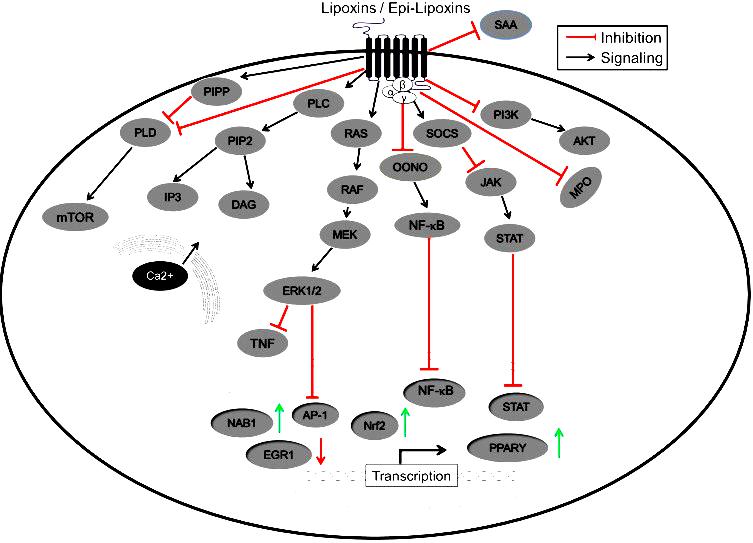 Lipoxins / Epi-Lipoxins
SAA
Inhibition
Signaling
PIPP
PLC
α
β
γ
PI3K
PLD
PIP2
RAS
SOCS
AKT
OONO
IP3
DAG
RAF
JAK
MPO
mTOR
MEK
NF-κB
STAT
Ca2+
ERK1/2
TNF
NF-κB
NAB1
AP-1
Nrf2
STAT
EGR1
PPARY
Transcription